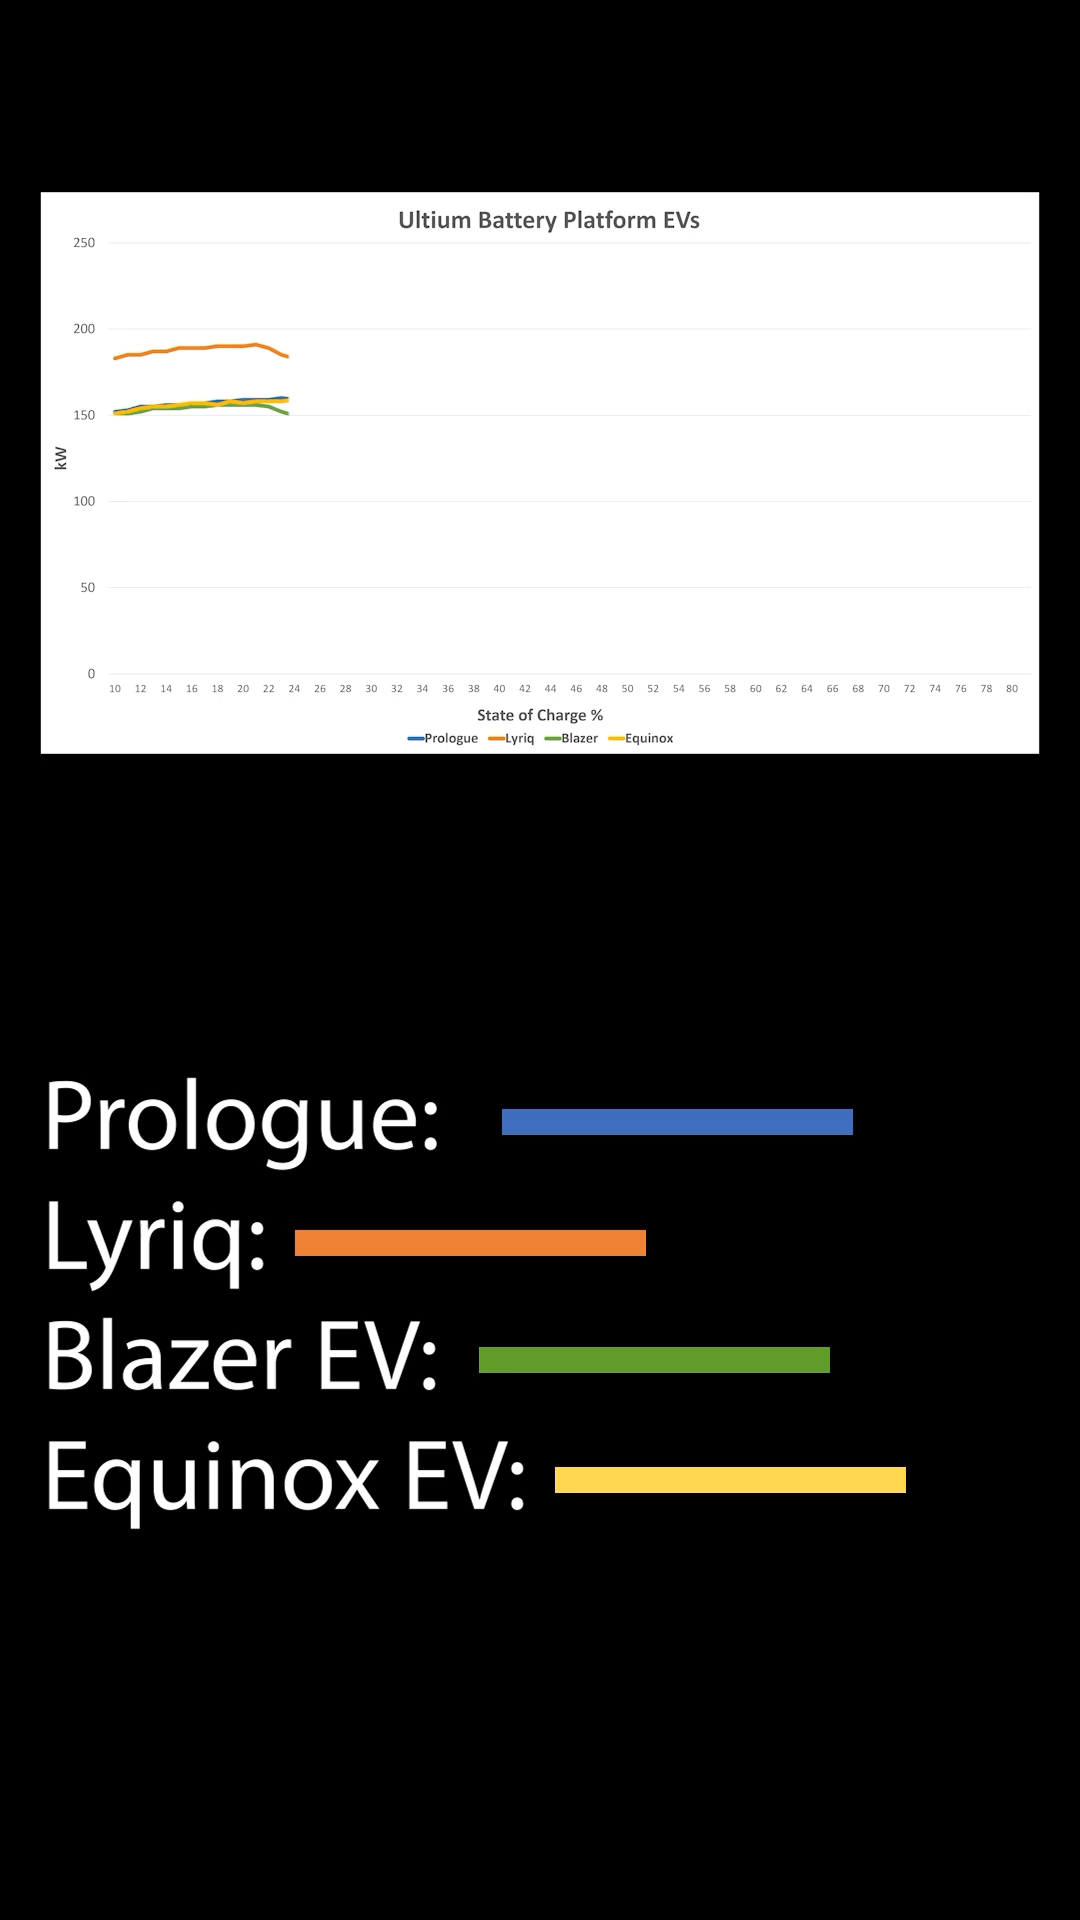 Ultium Battery Platform EVs
250
200
150
100
50
0
kW
10 12 14 16 18 20 22 24 26 28 30 32 34 36 38 40 42 44 46 48 50 52 54 56 58 60 62 64 66 68 70 72 74 76 78 80
State of Charge %
Prologue Lyriq Blazer Equinox
Prologue:
Lyriq:
Blazer EV:
Equinox EV: